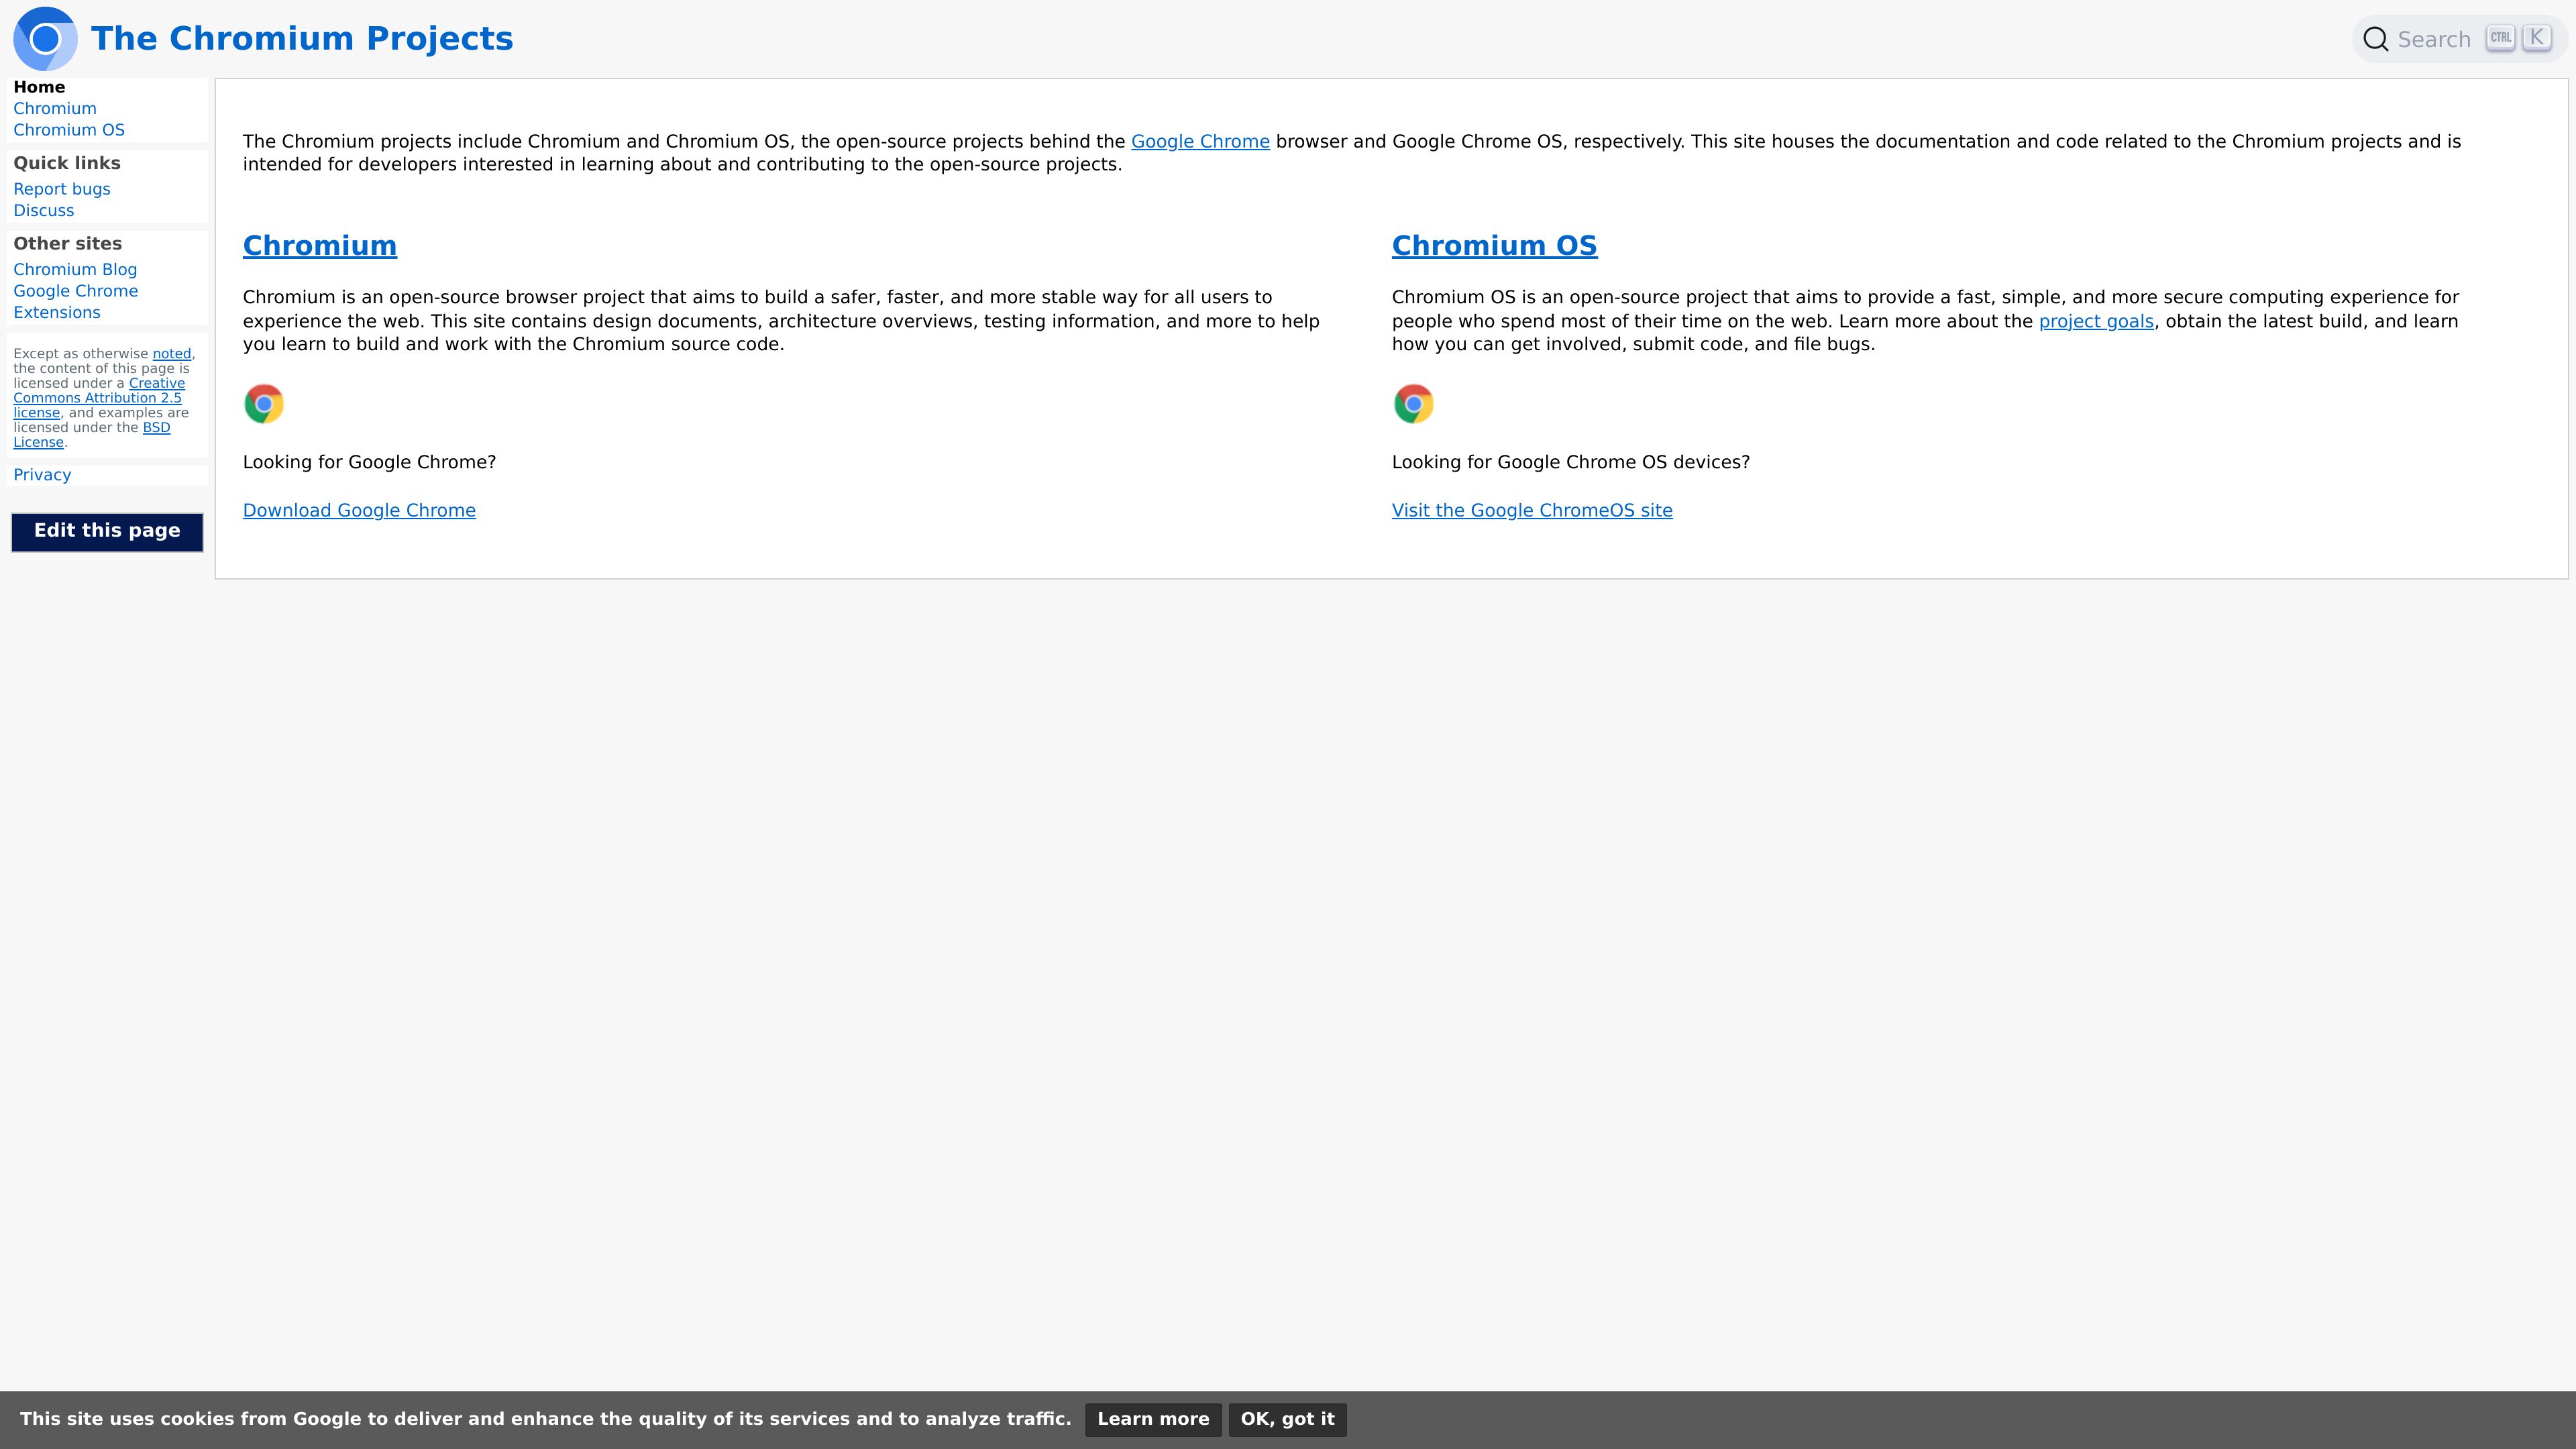 The Chromium Projects
Search CTRL K
Home
Chromium
Chromium OS
Quick links
Report bugs
Discuss
Other sites
Chromium Blog
Google Chrome
Extensions
Except as otherwise noted,
the content of this page is
licensed under a Creative
Commons Attribution 2.5
license, and examples are
licensed under the BSD
License.
Privacy
Edit this page
The Chromium projects include Chromium and Chromium OS, the open-source projects behind the Google Chrome browser and Google Chrome OS, respectively. This site houses the documentation and code related to the Chromium projects and is
intended for developers interested in learning about and contributing to the open-source projects.
Chromium
Chromium is an open-source browser project that aims to build a safer, faster, and more stable way for all users to
experience the web. This site contains design documents, architecture overviews, testing information, and more to help
you learn to build and work with the Chromium source code.
Looking for Google Chrome?
Download Google Chrome
Chromium OS
Chromium OS is an open-source project that aims to provide a fast, simple, and more secure computing experience for
people who spend most of their time on the web. Learn more about the project goals, obtain the latest build, and learn
how you can get involved, submit code, and file bugs.
Looking for Google Chrome OS devices?
Visit the Google ChromeOS site
This site uses cookies from Google to deliver and enhance the quality of its services and to analyze traffic. Learn more OK, got it